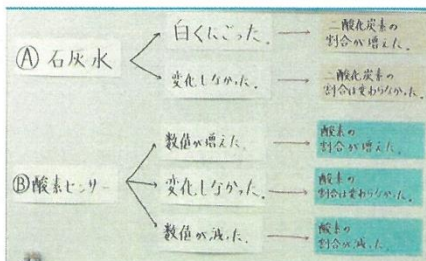 Ⓐ石灰水
白くにごった。
二酸化炭素の
割合が増えた。
変化しなかった。
二酸化炭素の
割合は変わらなかった。
Ⓑ酸素センサー
数値が増えた。
酸素の
割合が増えた。
変化しなかった。
酸素の
割合は変わらなかった。
数値が減った。
酸素の
割合が減った。